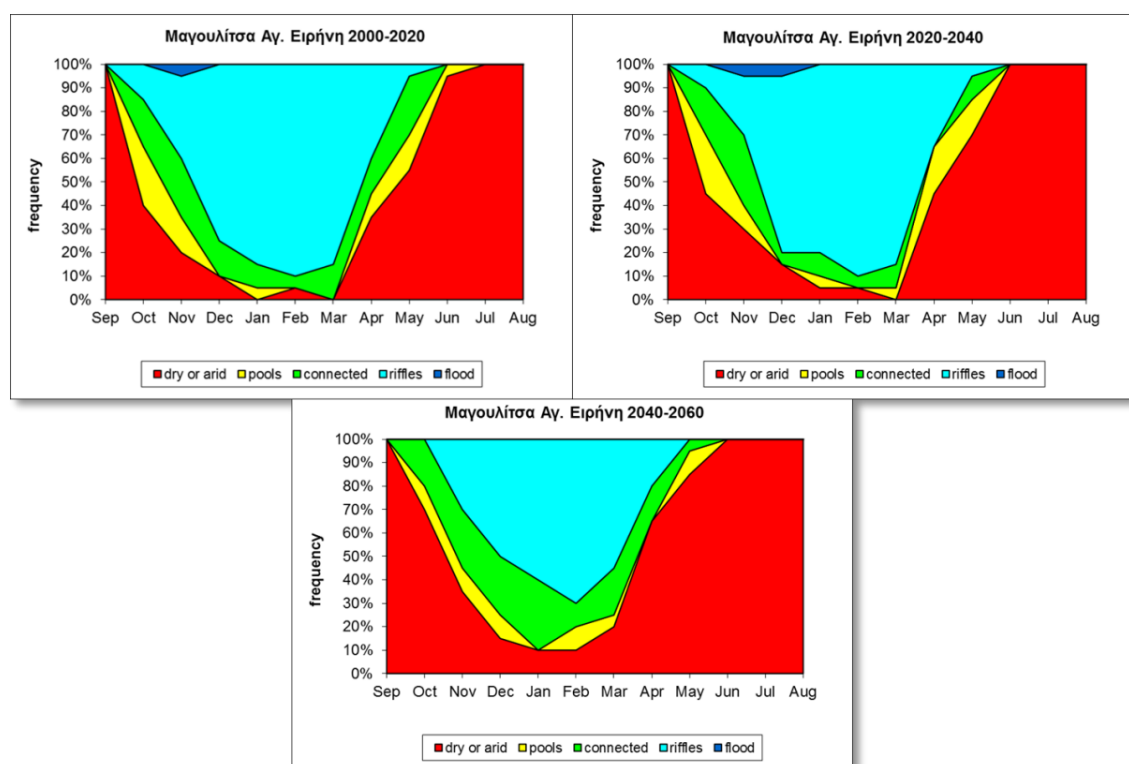 Μαγουλίτσα Αγ. Ειρήνη 2000-2020
100%
90%
80%
70%
60%
50%
40%
30%
20%
10%
0%
frequency
Sep Oct Nov Dec Jan Feb Mar Apr May Jun Jul Aug
dry or arid pools connected riffles flood
Μαγουλίτσα Αγ. Ειρήνη 2020-2040
100%
90%
80%
70%
60%
50%
40%
30%
20%
10%
0%
frequency
Sep Oct Nov Dec Jan Feb Mar Apr May Jun Jul Aug
dry or arid pools connected riffles flood
Μαγουλίτσα Αγ. Ειρήνη 2040-2060
100%
90%
80%
70%
60%
50%
40%
30%
20%
10%
0%
frequency
Sep Oct Nov Dec Jan Feb Mar Apr May Jun Jul Aug
dry or arid pools connected riffles flood